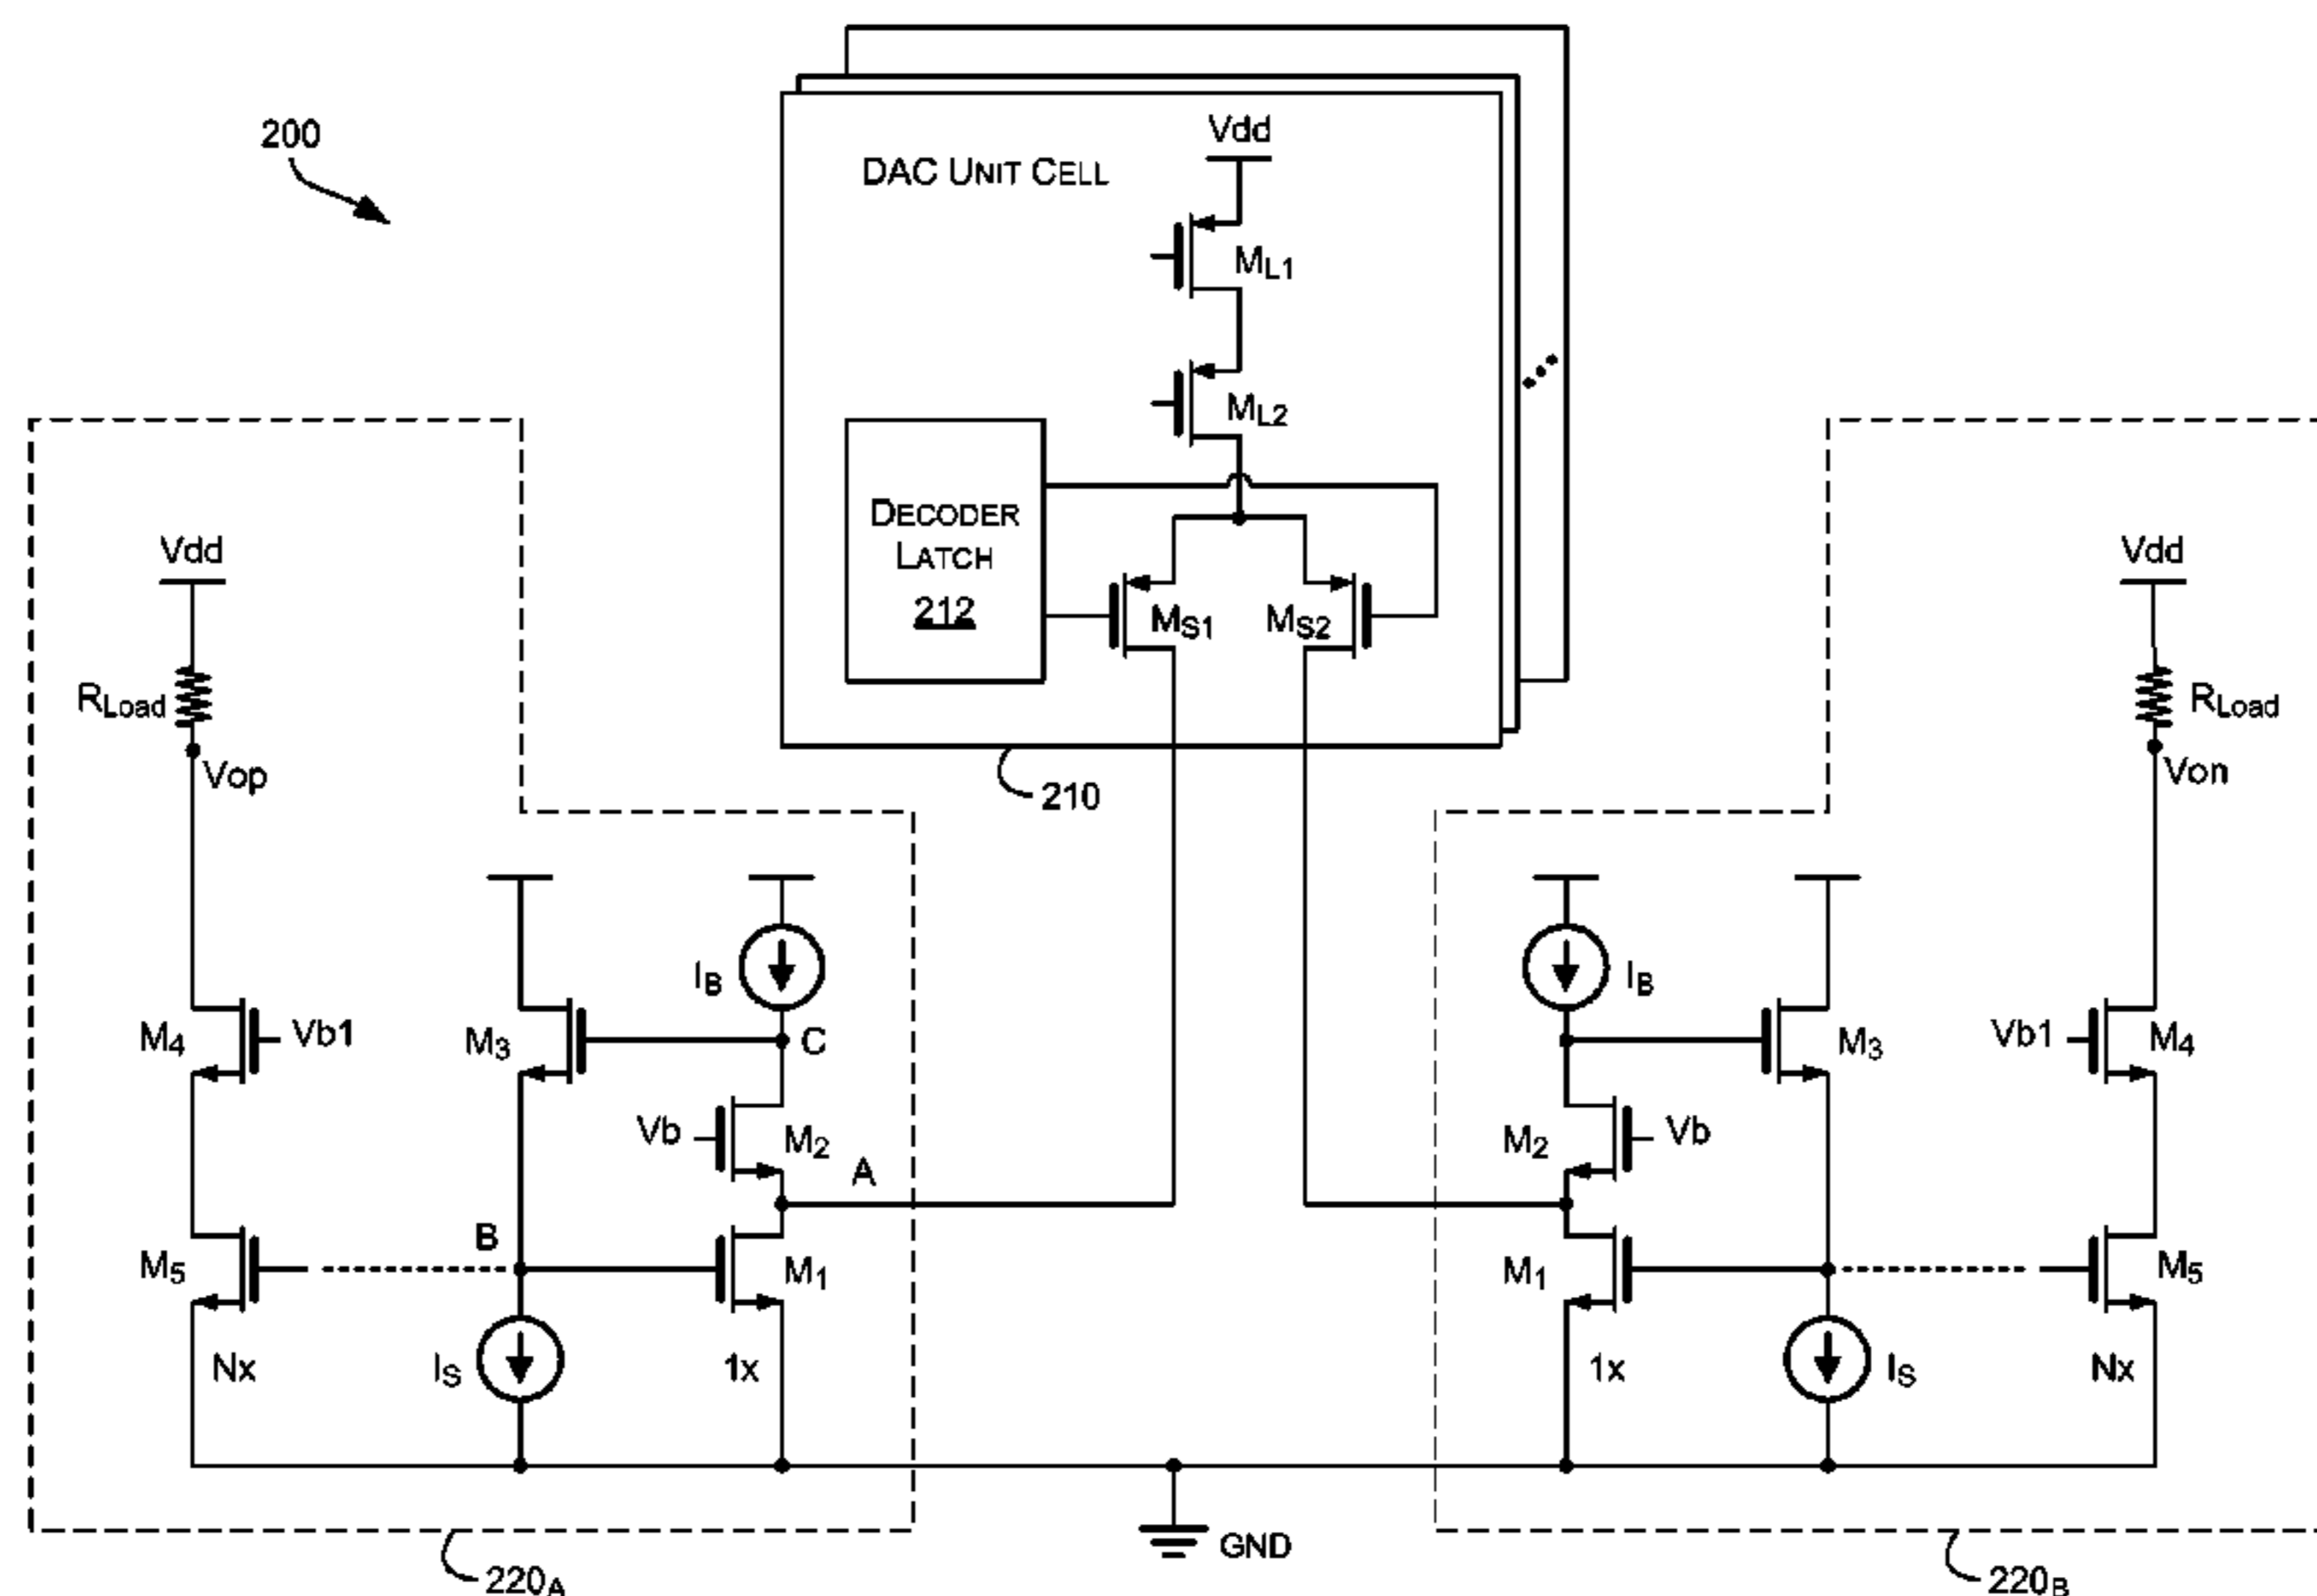 200
Vdd
DAC UNIT CELL
ML1
ML2
DECODER
LATCH
212
MS1
MS2
210
Vdd
RLoad
Vop
Vdd
RLoad
Von
IB
C
M4
Vb1
M3
Vb
M2
A
B
M5
M1
Nx
IS
1x
IB
M3
Vb1
M4
M2
Vb
M1
M5
1x
IS
Nx
GND
220A
220B